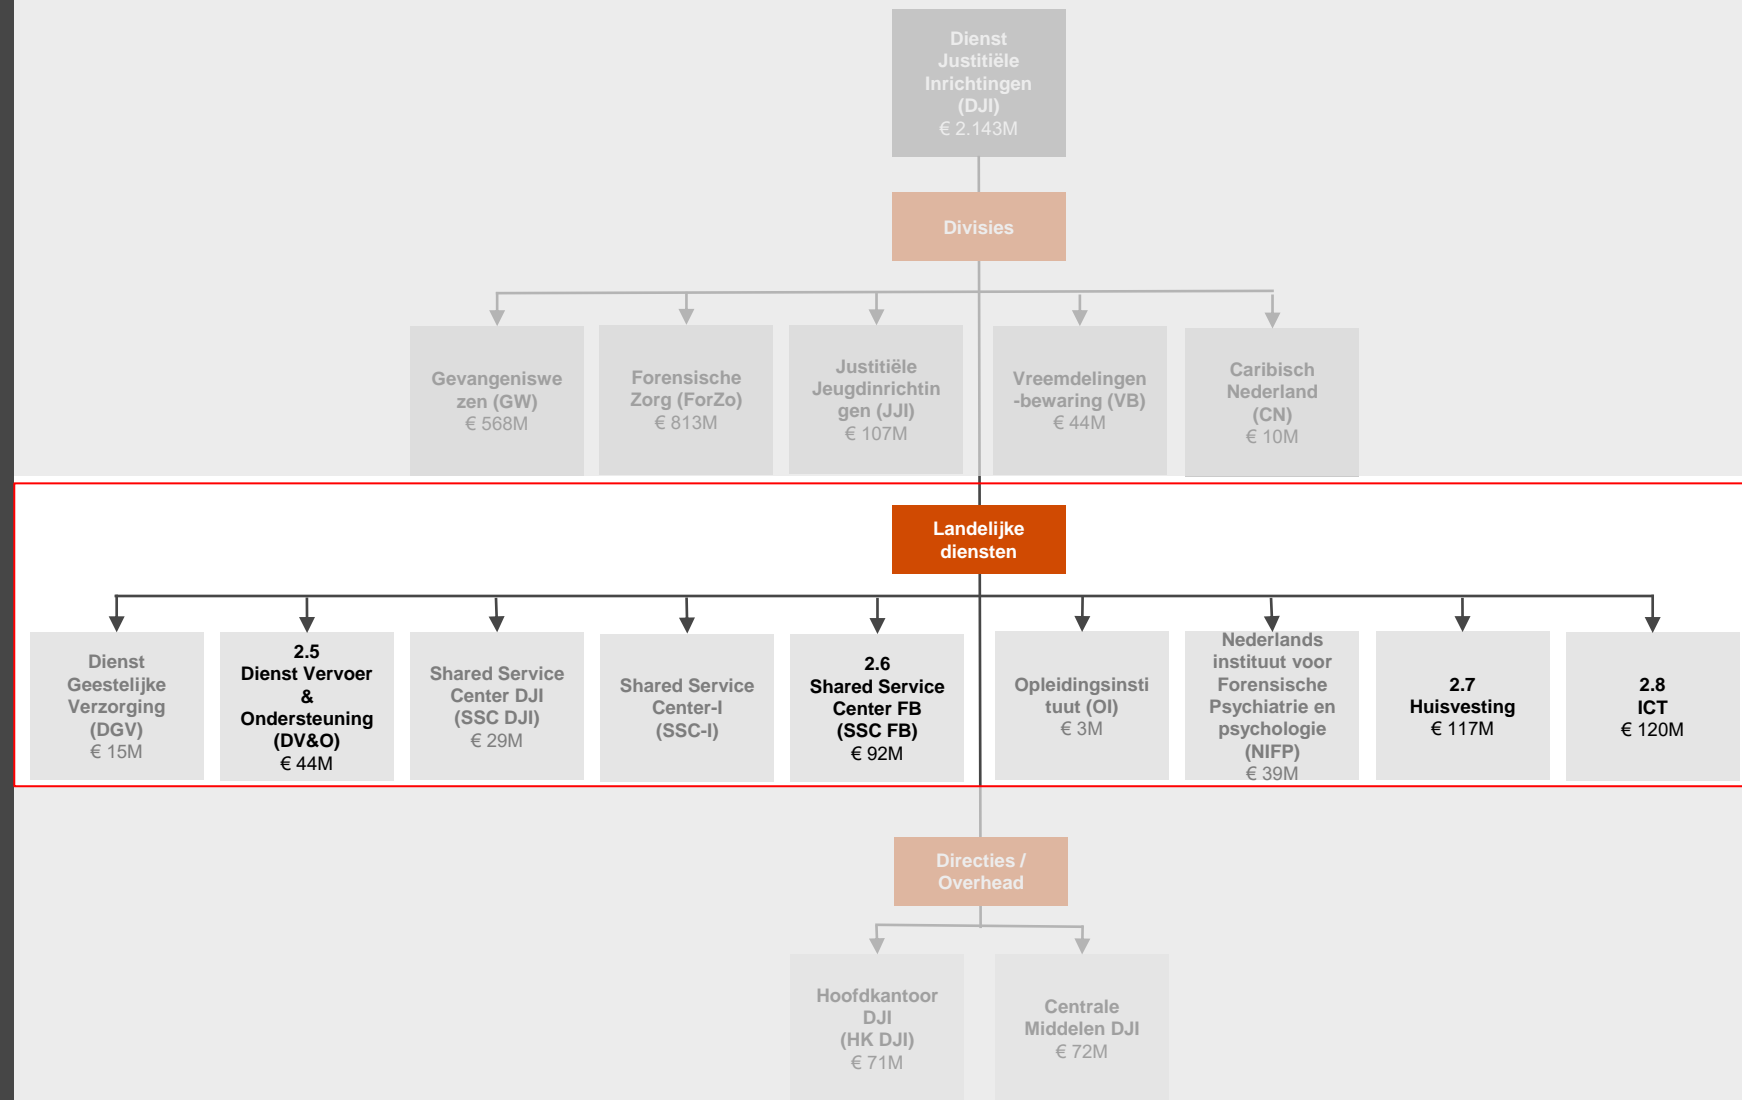 Dienst
Justitiële
Inrichtingen
(DJI)
€ 2.143M
Divisies
Gevangeniswe
zen (GW)
€ 568M
Forensische
Zorg (ForZo)
€ 813M
Justitiële
Jeugdinrichtin
gen (JJI)
€ 107M
Vreemdelingen
-bewaring (VB)
€ 44M
Caribisch
Nederland
(CN)
€ 10M
Landelijke
diensten
Dienst
Geestelijke
Verzorging
(DGV)
€ 15M
2.5
Dienst Vervoer
&
Ondersteuning
(DV&O)
€ 44M
Shared Service
Center DJI
(SSC DJI)
€ 29M
Shared Service
Center-I
(SSC-I)
2.6
Shared Service
Center FB
(SSC FB)
€ 92M
Opleidingsinsti
tuut (OI)
€ 3M
Nederlands
instituut voor
Forensische
Psychiatrie en
psychologie
(NIFP)
€ 39M
2.7
Huisvesting
€ 117M
2.8
ICT
€ 120M
Directies /
Overhead
Hoofdkantoor
DJI
(HK DJI)
€ 71M
Centrale
Middelen DJI
€ 72M